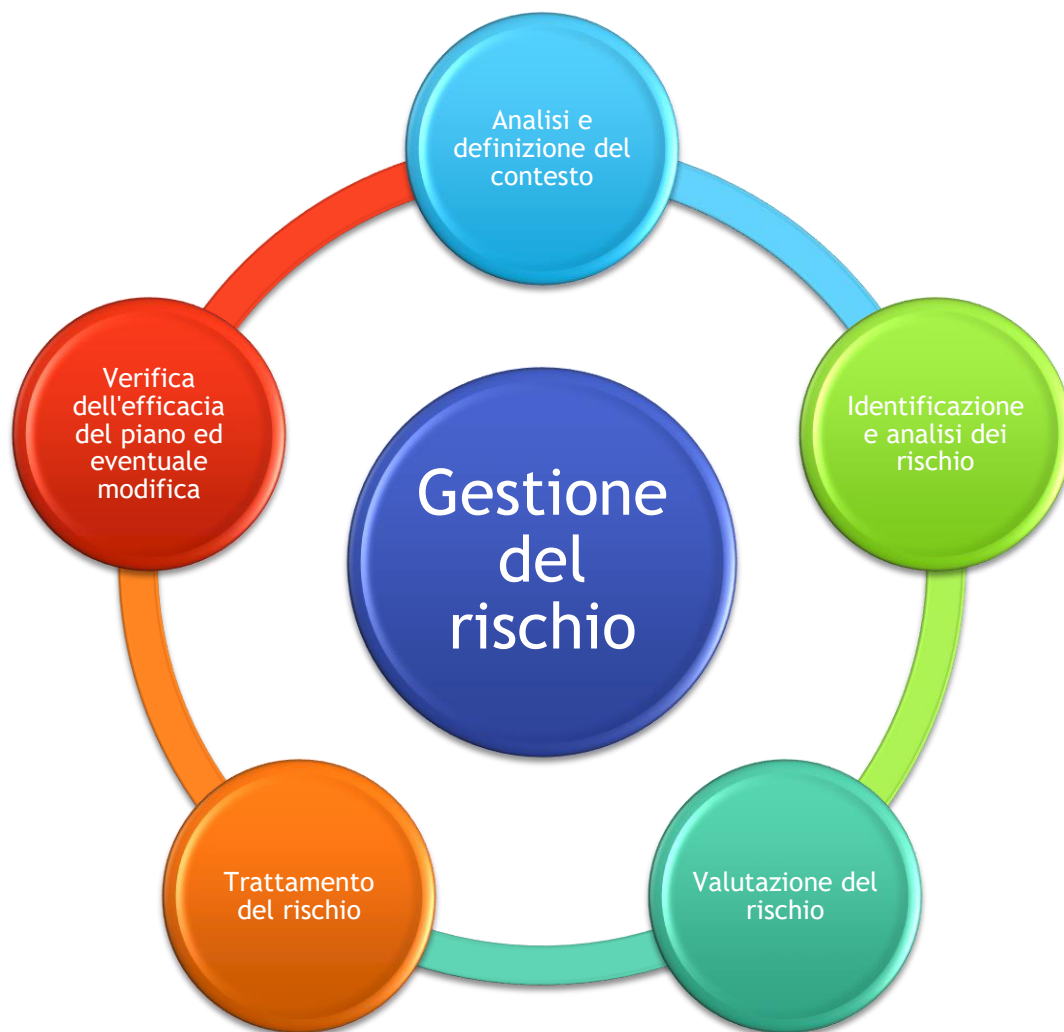 Analisi e
definizione del
contesto
Identificazione
e analisi dei
rischio
Valutazione del
rischio
Trattamento
del rischio
Verifica
dell'efficacia
del piano ed
eventuale
modifica
Gestione
del
rischio